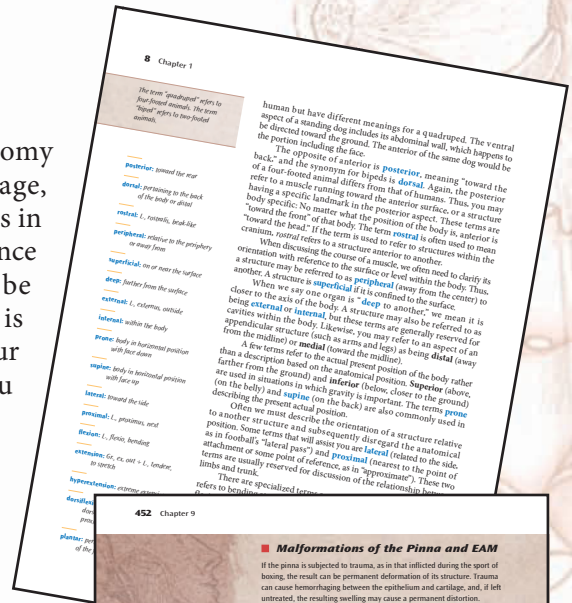 omy
age,
s in
nce
be
is
ur
u
8 Chapter 1
The term "quadruped" refers to
four-footed animals. The term
"biped" refers to two-footed
animals.
posterior: toward the rear
dorsal: pertaining to the back
of the body or distal
rostral: L., rostralis, beak-like
peripheral: relative to the periphery
or away from
superficial: on or near the surface
deep: farther from the surface
external: L., externus, outside
internal: within the body
prone: body in horizontal position
with face down
supine: body in horizontal position
with face up
lateral: toward the side
proximal: L., proximus, next
flexion: L., flexio, bending
extension: Gr., ex, out + L., tendere,
to stretch
hyperextension: extreme
dorsiflexi
dors
prox
plantar: per
of the
human but have different meanings for a quadruped. The ventral
aspect of a standing dog includes its abdominal wall, which happens to
be directed toward the ground. The anterior of the same dog would be
the portion including the face.
The opposite of anterior is posterior, meaning "toward the
back," and the synonym for bipeds is dorsal. Again, the posterior
of a four-footed animal differs from that of humans. Thus, you may
refer to a muscle running toward the anterior surface, or a structure
having a specific landmark in the posterior aspect. These terms are
body specific: No matter what the position of the body is, anterior is
"toward the front" of that body. The term rostral is often used to mean
"toward the head." If the term is used to refer to structures within the
cranium, rostral refers to a structure anterior to another.
When discussing the course of a muscle, we often need to clarify its
orientation with reference to the surface or level within the body. Thus,
a structure may be referred to as peripheral (away from the center) to
another. A structure is superficial if it is confined to the surface.
When we say one organ is "deep to another," we mean it is
closer to the axis of the body. A structure may also be referred to as
being external or internal, but these terms are generally reserved for
cavities within the body. Likewise, you may refer to an aspect of an
appendicular structure (such as arms and legs) as being distal (away
from the midline) or medial (toward the midline).
A few terms refer to the actual present position of the body rather
than a description based on the anatomical position. Superior (above,
farther from the ground) and inferior (below, closer to the ground)
are used in situations in which gravity is important. The terms prone
(on the belly) and supine (on the back) are also commonly used in
describing the present actual position.
Often we must describe the orientation of a structure relative
to another structure and subsequently disregard the anatomical
position. Some terms that will assist you are lateral (related to the side,
as in football's "lateral pass") and proximal (nearest to the point of
attachment or some point of reference, as in "approximate"). These two
terms are usually reserved for discussion of the relationship
limbs and trunk.
There are specialized terms
refers to bending
452 Chapter 9
Malformations of the Pinna and EAM
If the pinna is subjected to trauma, as in that inflicted during the sport of
boxing, the result can be permanent deformation of its structure. Trauma
can cause hemorrhaging between the epithelium and cartilage, and, if left
untreated, the resulting swelling may cause a permanent distortion.